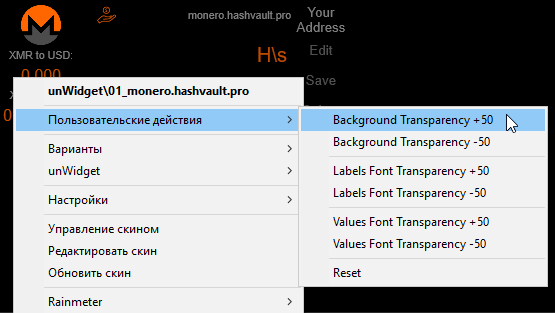 monero.hashvault.pro
Your
Address
XMR to USD:
0.000
H\s
Edit
Save
unWidget\01_monero.hashvault.pro
Пользовательские действия
Варианты
unWidget
Настройки
Управление скином
Редактировать скин
Обновить скин
Rainmeter
Background Transparency +50
Background Transparency -50
Labels Font Transparency +50
Labels Font Transparency -50
Values Font Transparency +50
Values Font Transparency -50
Reset